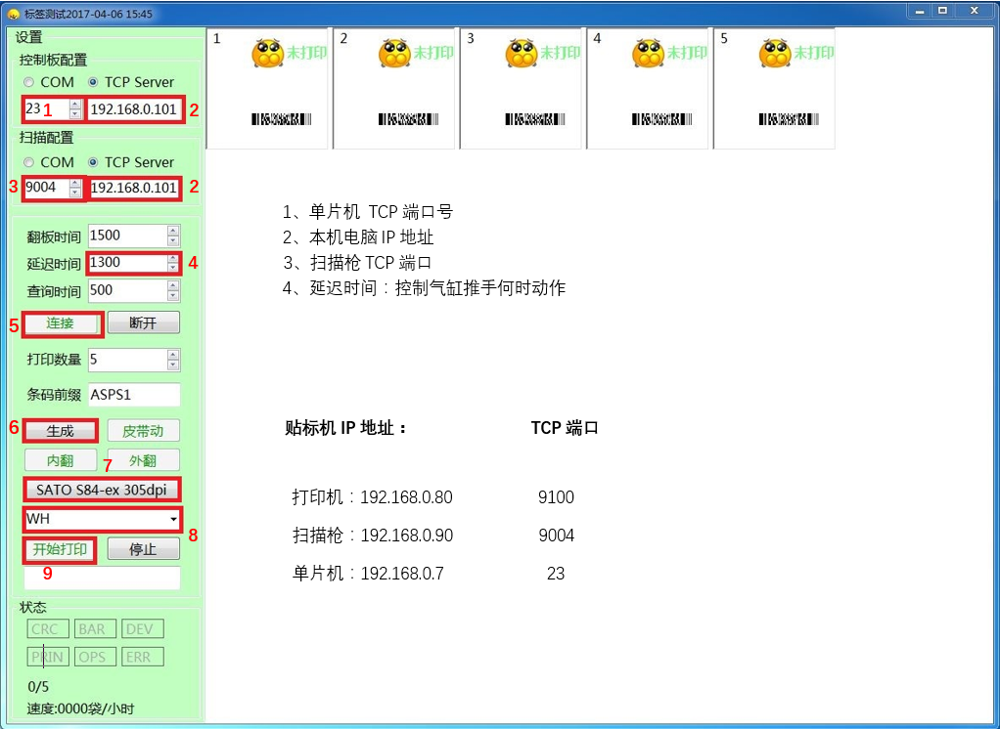 标签测试2017-04-06 15:45
设置
控制板配置
COM TCP Server
23 1 192.168.0.101 2
扫描配置
COM TCP Server
3 9004 192.168.0.101 2
翻板时间 1500
延迟时间 1300 4
查询时间 500
5 连接 断开
打印数量 5
条码前缀 ASPS1
6 生成 皮带动
内翻 7 外翻
SATO S84-ex 305dpi
WH
8
开始打印 停止
9
状态
CRC BAR DEV
PRIN OPS ERR
0/5
速度:0000袋/小时
1 未打印
2 未打印
3 未打印
4 未打印
5 未打印
1、单片机 TCP 端口号
2、本机电脑 IP 地址
3、扫描枪 TCP 端口
4、延迟时间：控制气缸推手何时动作
贴标机 IP 地址： TCP 端口
打印机：192.168.0.80 9100
扫描枪：192.168.0.90 9004
单片机：192.168.0.7 23